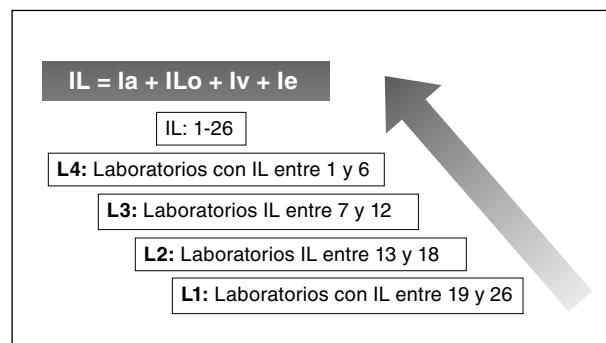 IL = Ia + ILo + Iv + Ie
IL: 1-26
L4: Laboratorios con IL entre 1 y 6
L3: Laboratorios IL entre 7 y 12
L2: Laboratorios IL entre 13 y 18
L1: Laboratorios con IL entre 19 y 26